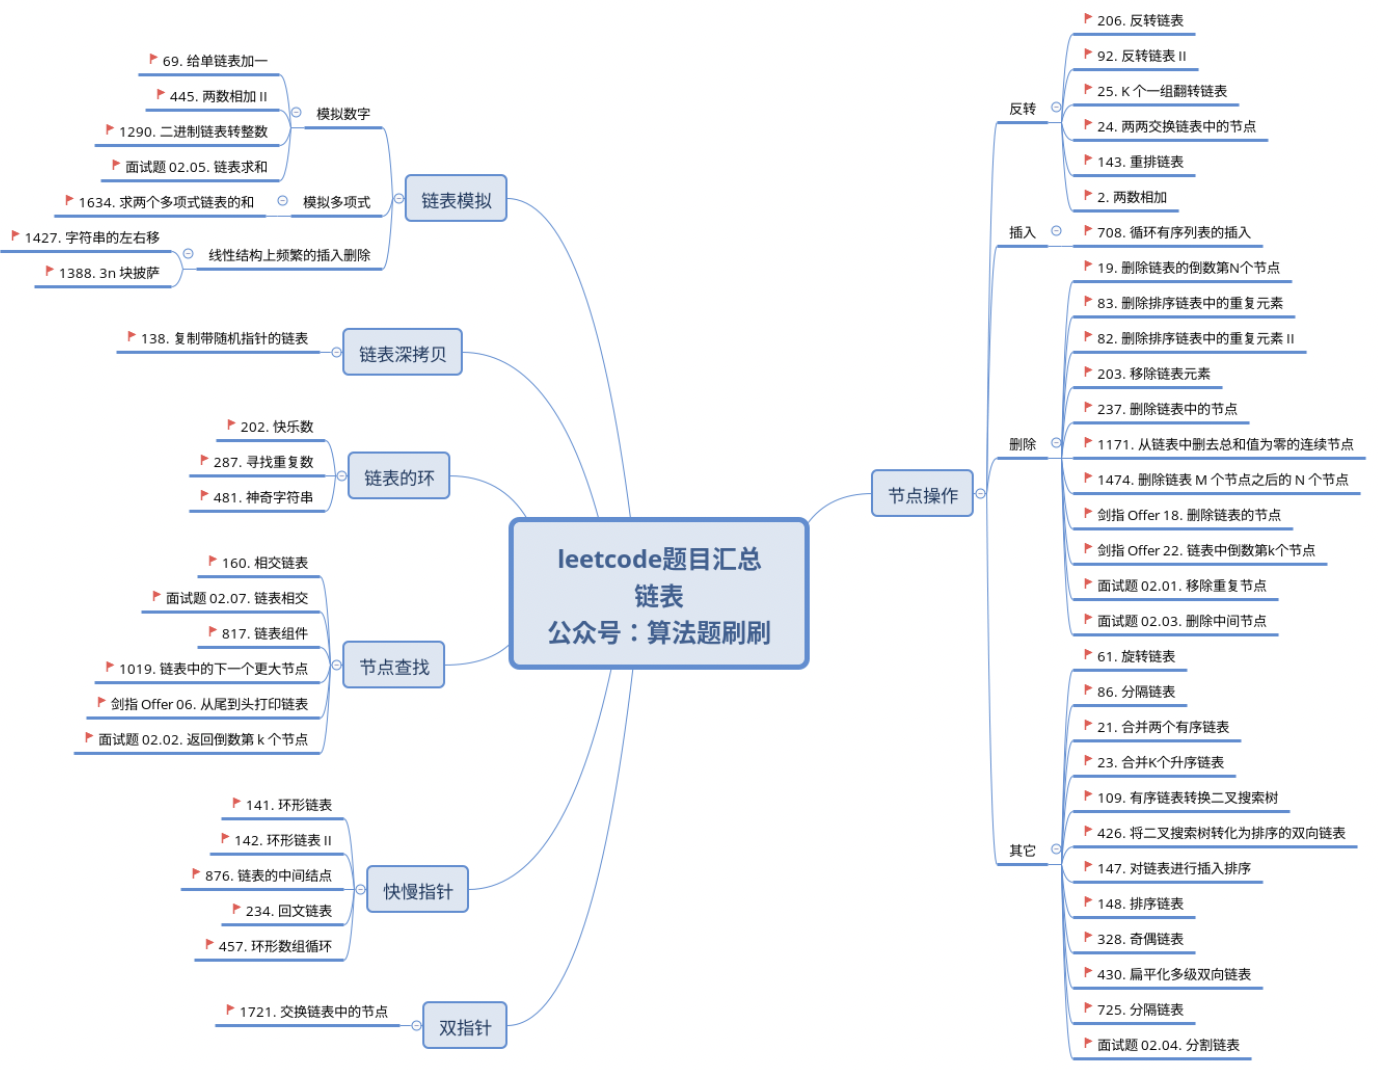 leetcode题目汇总
链表
公众号：算法题刷刷
节点操作
反转
206. 反转链表
92. 反转链表 II
25. K 个一组翻转链表
24. 两两交换链表中的节点
143. 重排链表
2. 两数相加
插入
708. 循环有序列表的插入
删除
19. 删除链表的倒数第N个节点
83. 删除排序链表中的重复元素
82. 删除排序链表中的重复元素 II
203. 移除链表元素
237. 删除链表中的节点
1171. 从链表中删去总和值为零的连续节点
1474. 删除链表 M 个节点之后的 N 个节点
剑指 Offer 18. 删除链表的节点
剑指 Offer 22. 链表中倒数第k个节点
面试题 02.01. 移除重复节点
面试题 02.03. 删除中间节点
其它
61. 旋转链表
86. 分隔链表
21. 合并两个有序链表
23. 合并K个升序链表
109. 有序链表转换二叉搜索树
426. 将二叉搜索树转化为排序的双向链表
147. 对链表进行插入排序
148. 排序链表
328. 奇偶链表
430. 扁平化多级双向链表
725. 分隔链表
面试题 02.04. 分割链表
链表模拟
模拟数字
69. 给单链表加一
445. 两数相加 II
1290. 二进制链表转整数
面试题 02.05. 链表求和
模拟多项式
1634. 求两个多项式链表的和
线性结构上频繁的插入删除
1427. 字符串的左右移
1388. 3n 块披萨
链表深拷贝
138. 复制带随机指针的链表
链表的环
202. 快乐数
287. 寻找重复数
481. 神奇字符串
节点查找
160. 相交链表
面试题 02.07. 链表相交
817. 链表组件
1019. 链表中的下一个更大节点
剑指 Offer 06. 从尾到头打印链表
面试题 02.02. 返回倒数第 k 个节点
快慢指针
141. 环形链表
142. 环形链表 II
876. 链表的中间结点
234. 回文链表
457. 环形数组循环
双指针
1721. 交换链表中的节点